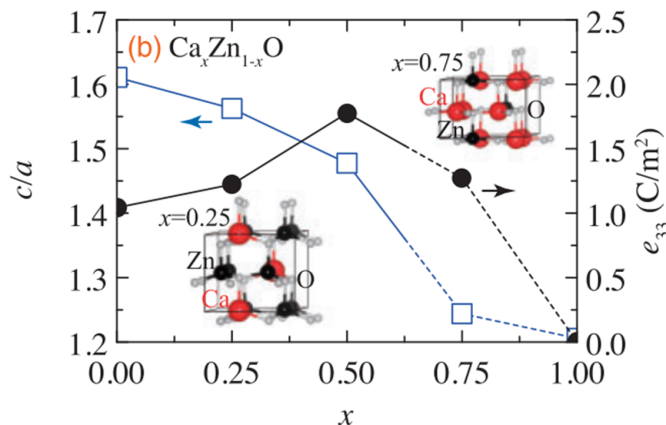 (b) CaxZn1-xO
1.7
1.6
1.5
1.4
1.3
1.2
c/a
x=0.25
Zn
O
Ca
x=0.75
Ca
O
Zn
2.5
2.0
1.5
1.0
0.5
0.0
e33 (C/m²)
0.00 0.25 0.50 0.75 1.00
x